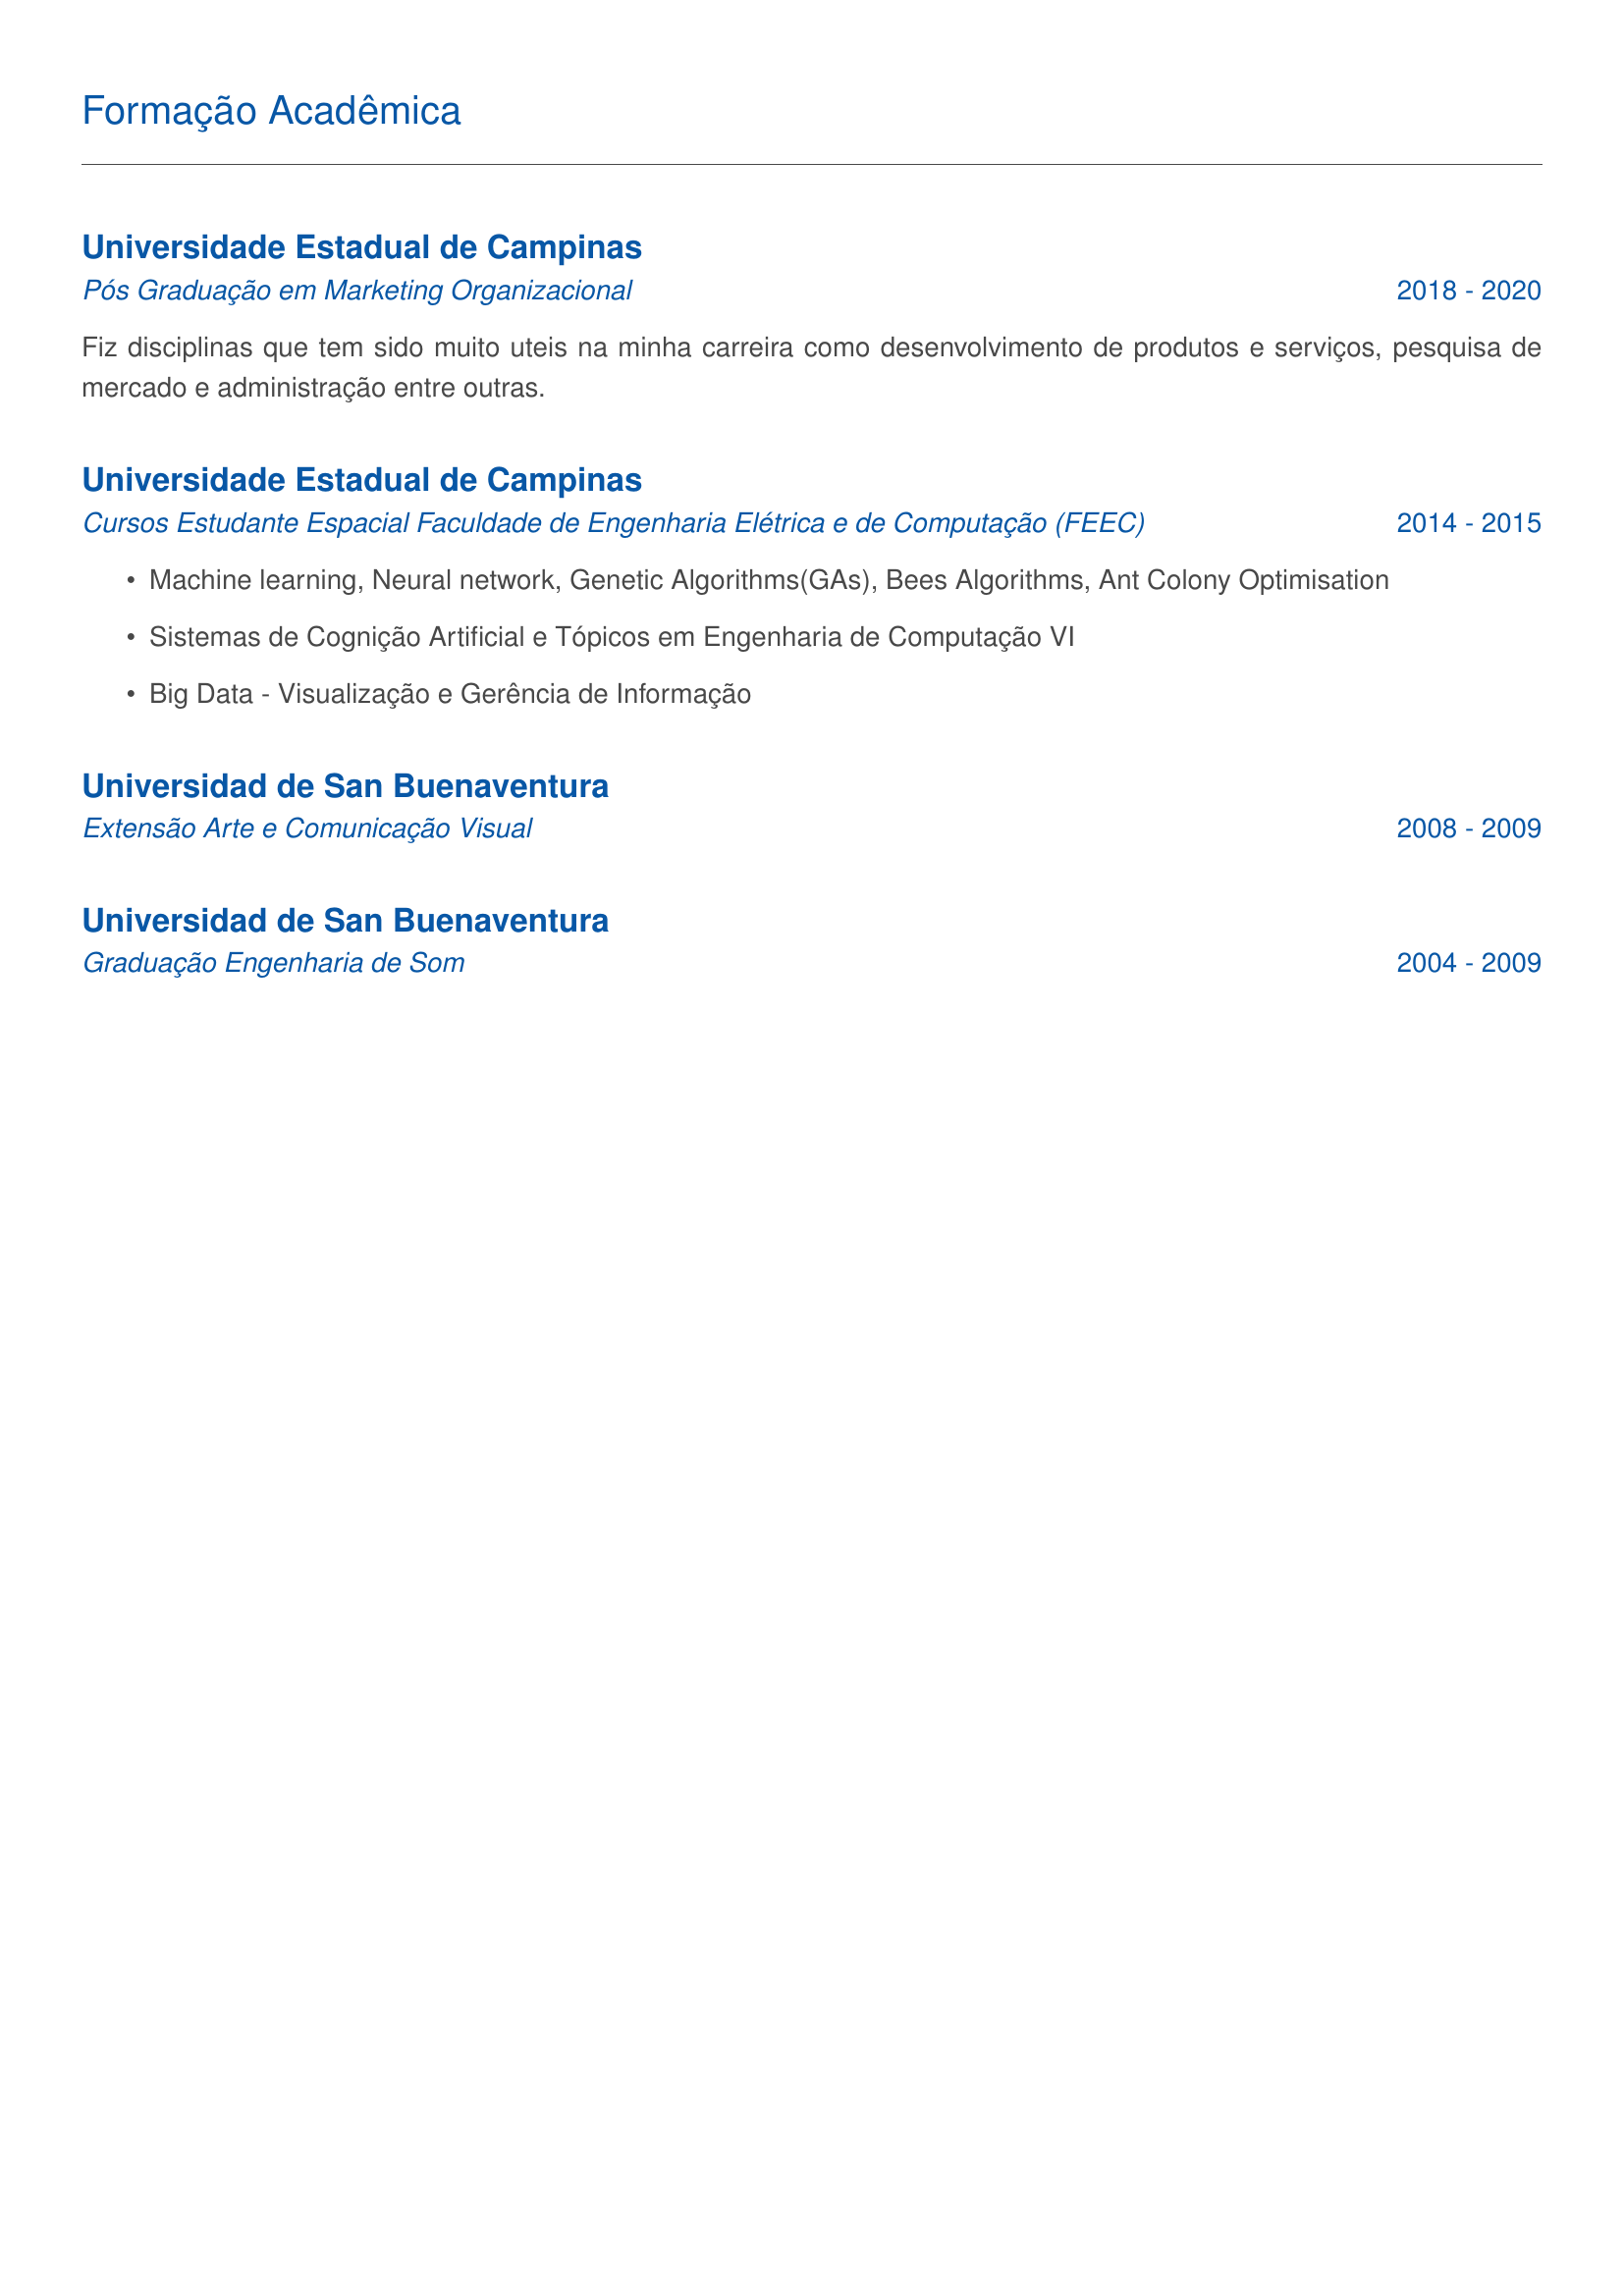 Formação Acadêmica
Universidade Estadual de Campinas
Pós Graduação em Marketing Organizacional 2018 - 2020
Fiz disciplinas que tem sido muito uteis na minha carreira como desenvolvimento de produtos e serviços, pesquisa de
mercado e administração entre outras.
Universidade Estadual de Campinas
Cursos Estudante Espacial Faculdade de Engenharia Elétrica e de Computação (FEEC) 2014 - 2015
• Machine learning, Neural network, Genetic Algorithms(GAs), Bees Algorithms, Ant Colony Optimisation
• Sistemas de Cognição Artificial e Tópicos em Engenharia de Computação VI
• Big Data - Visualização e Gerência de Informação
Universidad de San Buenaventura
Extensão Arte e Comunicação Visual 2008 - 2009
Universidad de San Buenaventura
Graduação Engenharia de Som 2004 - 2009